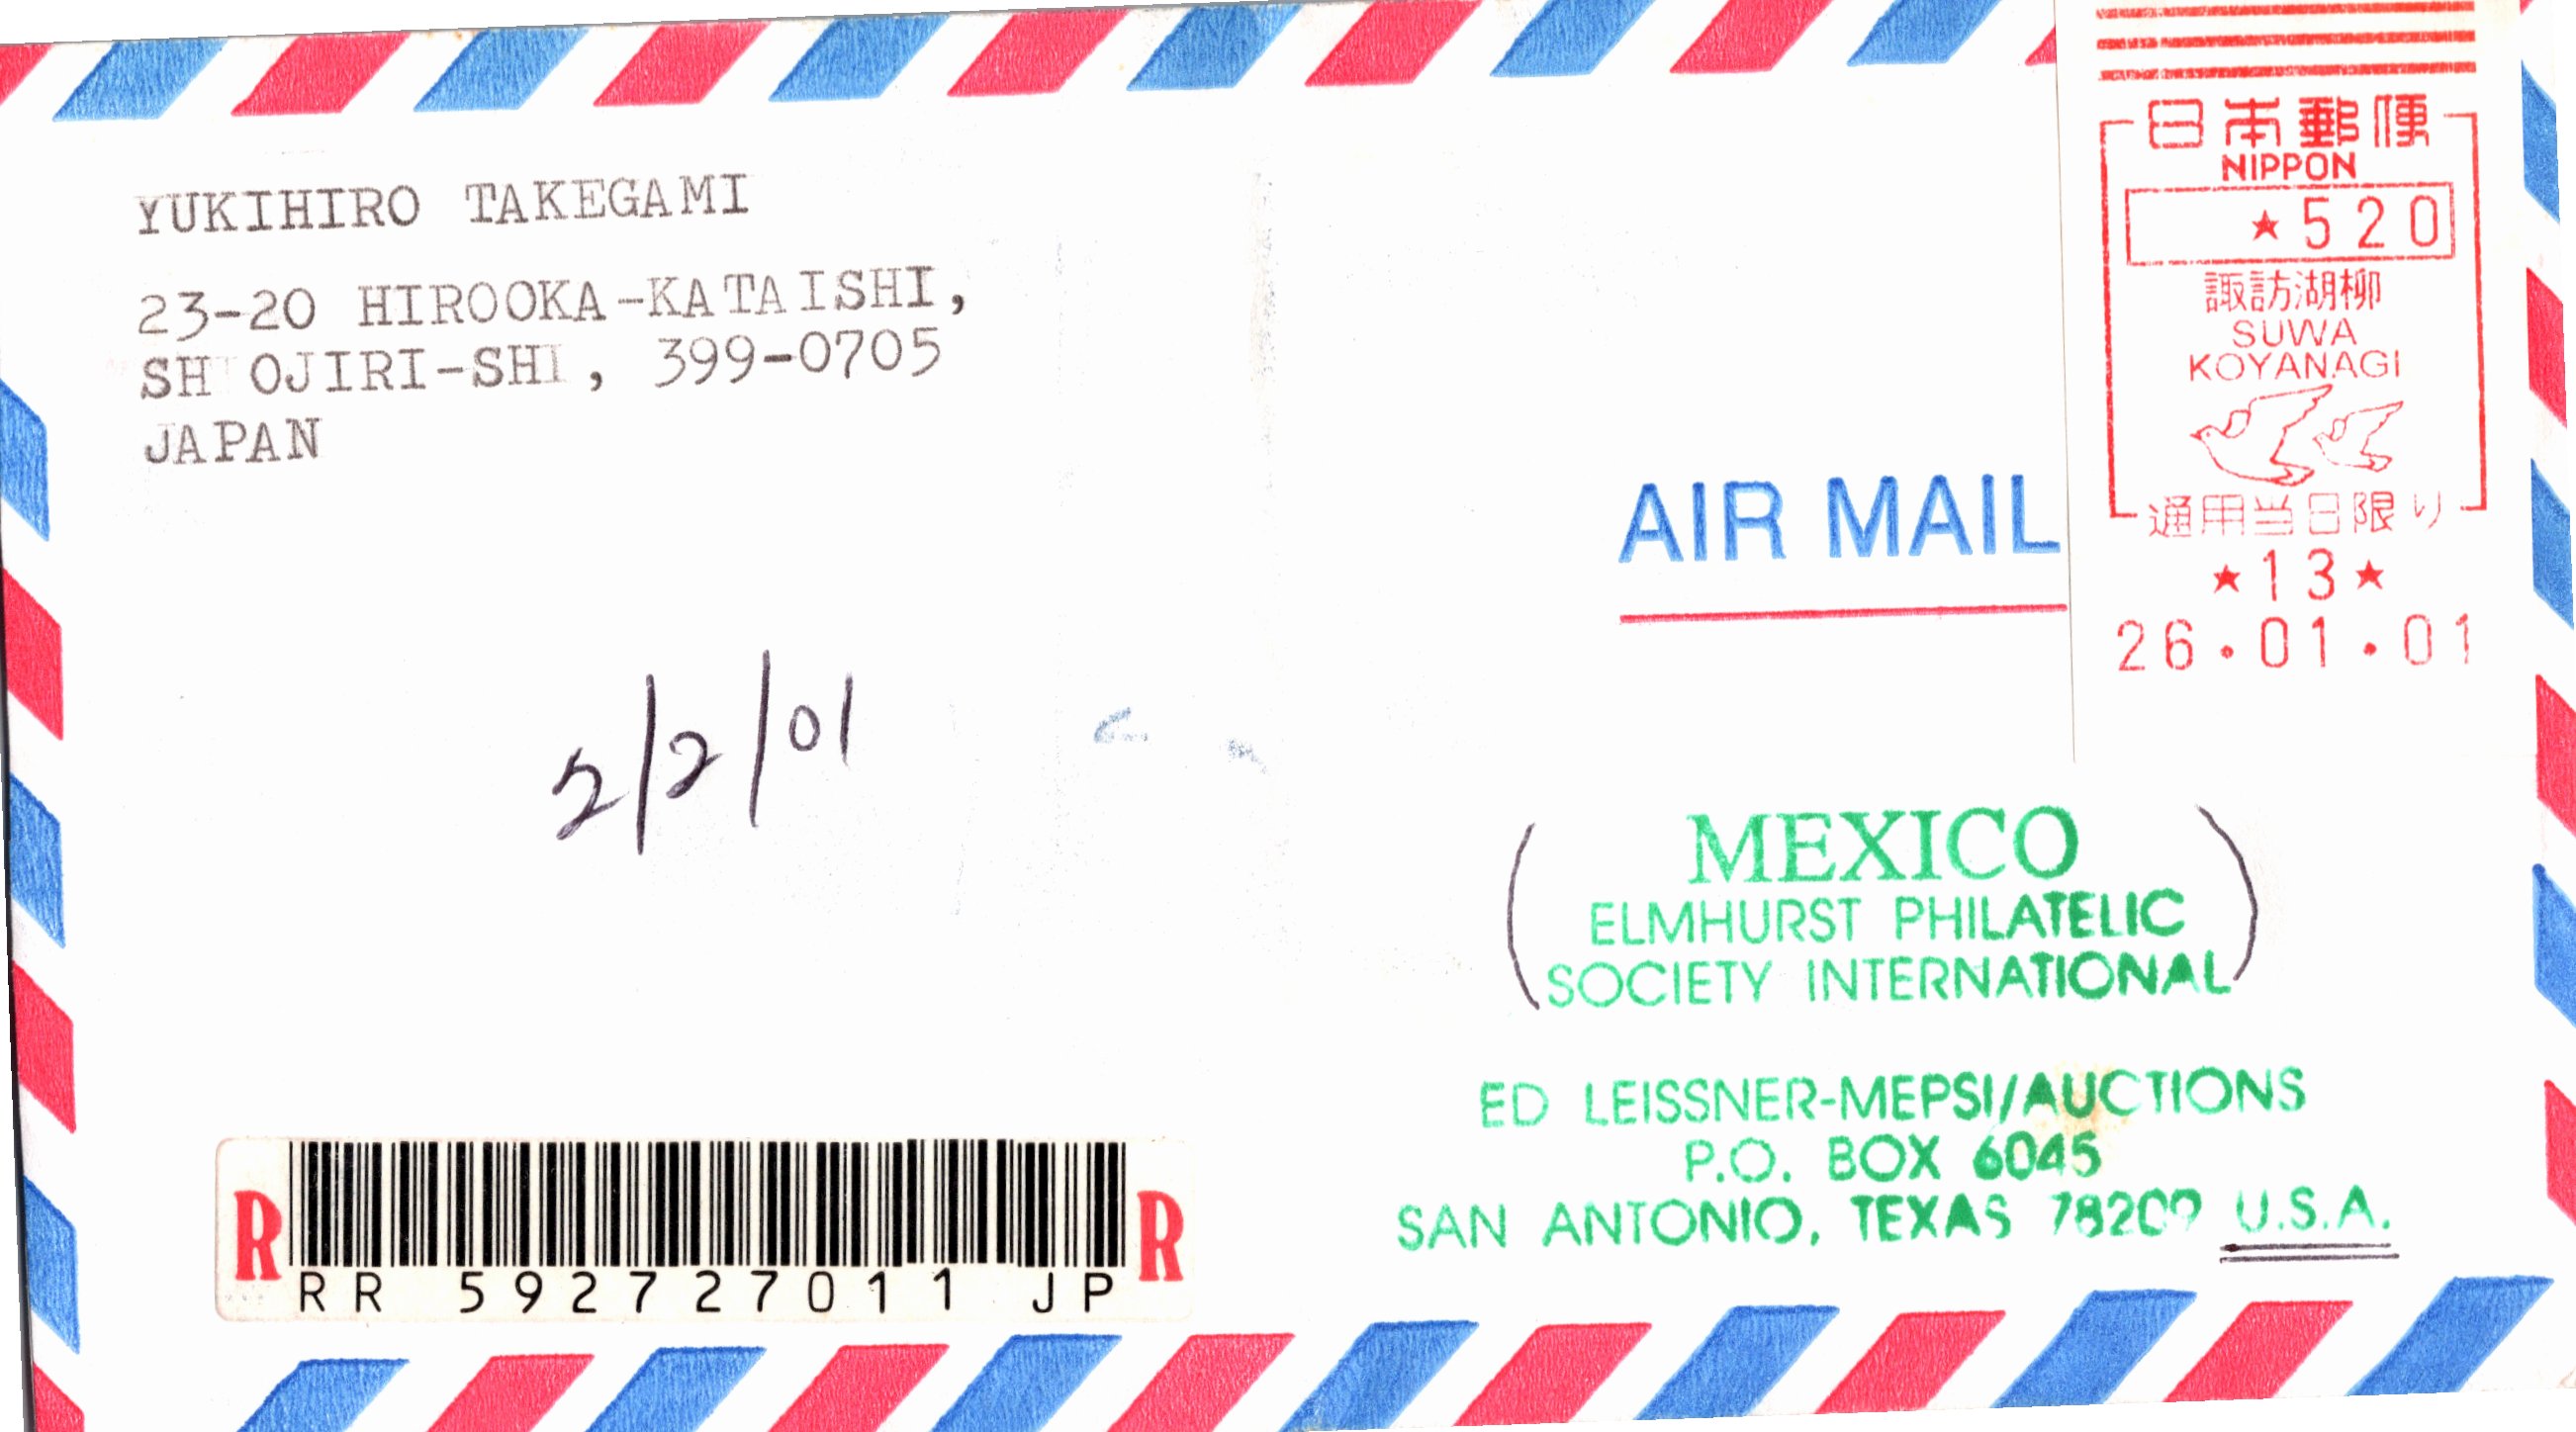 YUKIHIRO TAKEGAMI
23-20 HIROOKA-KATAISHI,
SHIOJIRI-SHI, 399-0705
JAPAN
日本郵便
NIPPON
★520
諏訪湖柳
SUWA
KOYANAGI
通用当日限り
★13★
26・01・01
AIR MAIL
2/2/01
(MEXICO
ELMHURST PHILATELIC
SOCIETY INTERNATIONAL)
ED LEISSNER-MEPSI/AUCTIONS
P.O. BOX 6045
SAN ANTONIO, TEXAS 78209 U.S.A.
R R
RR 592727011 JP